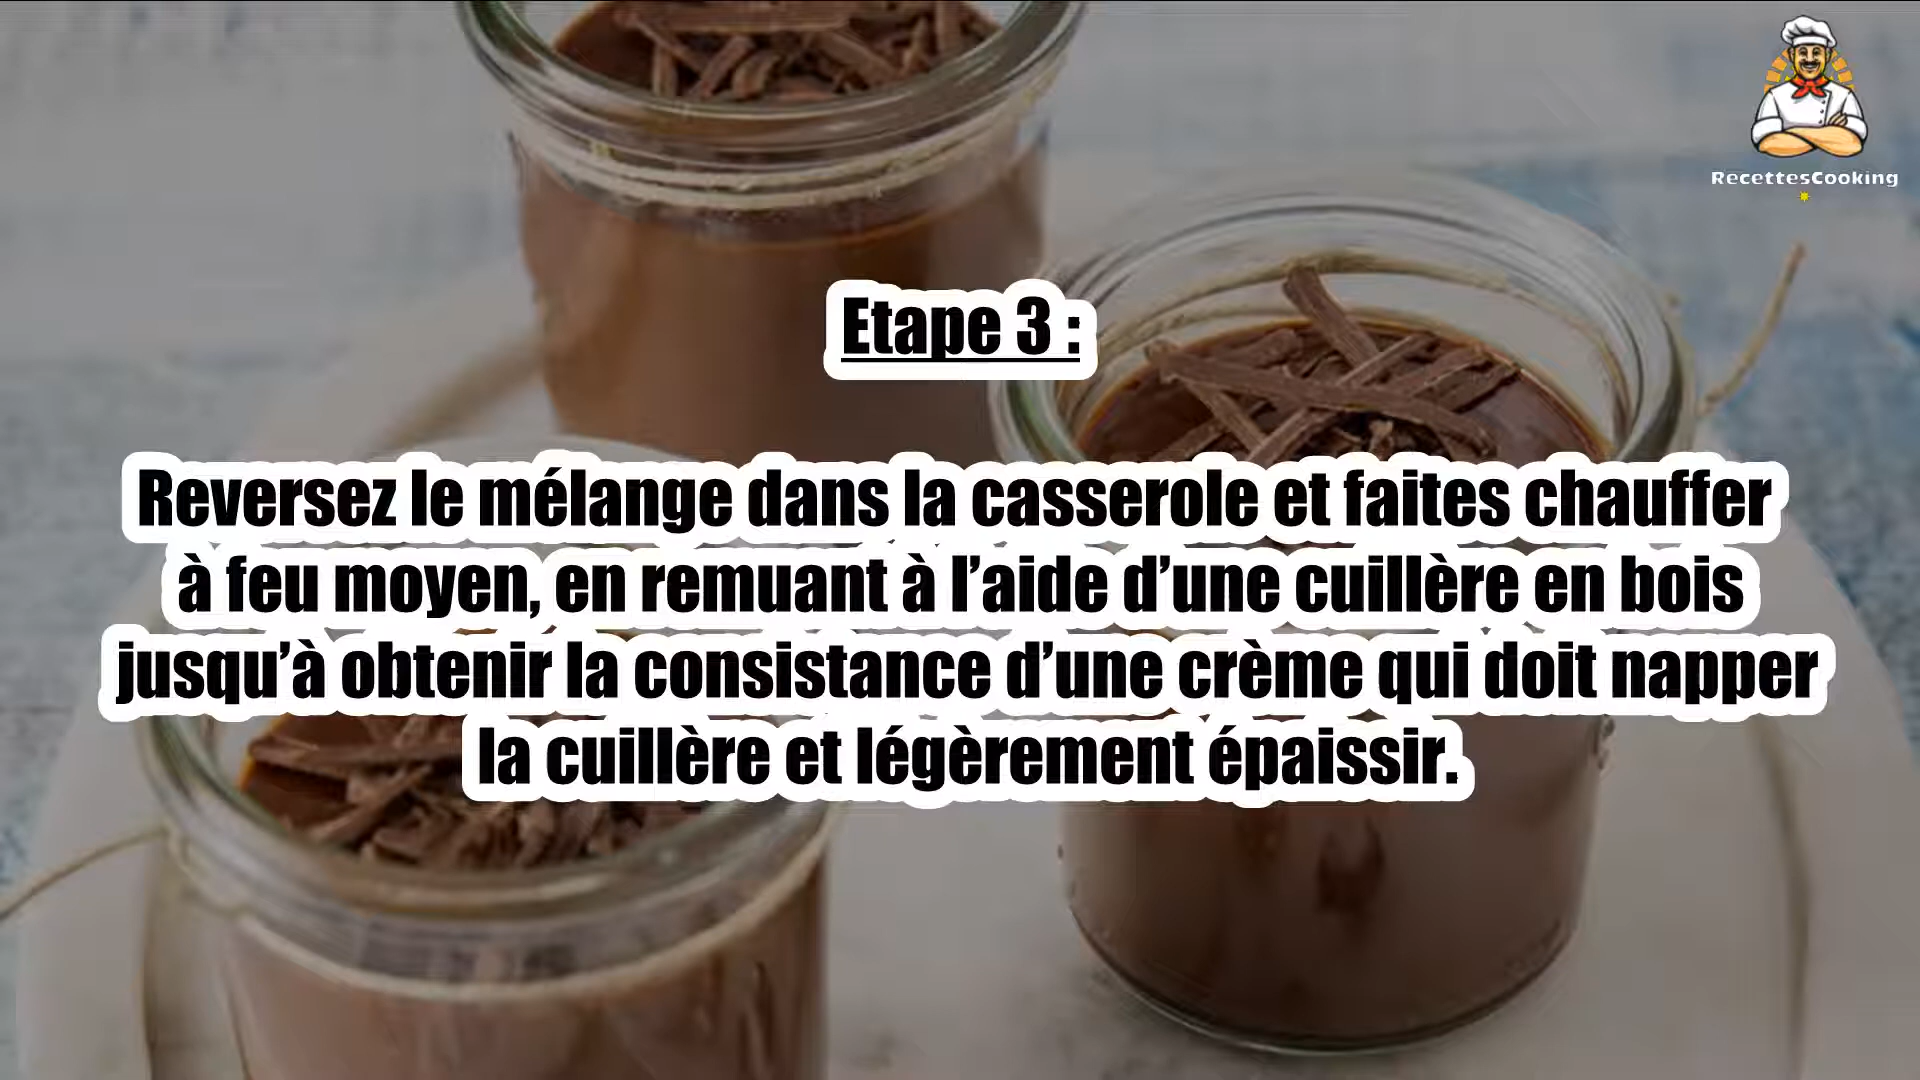 RecettesCooking
Etape 3 :
Reversez le mélange dans la casserole et faites chauffer
à feu moyen, en remuant à l’aide d’une cuillère en bois
jusqu’à obtenir la consistance d’une crème qui doit napper
la cuillère et légèrement épaissir.